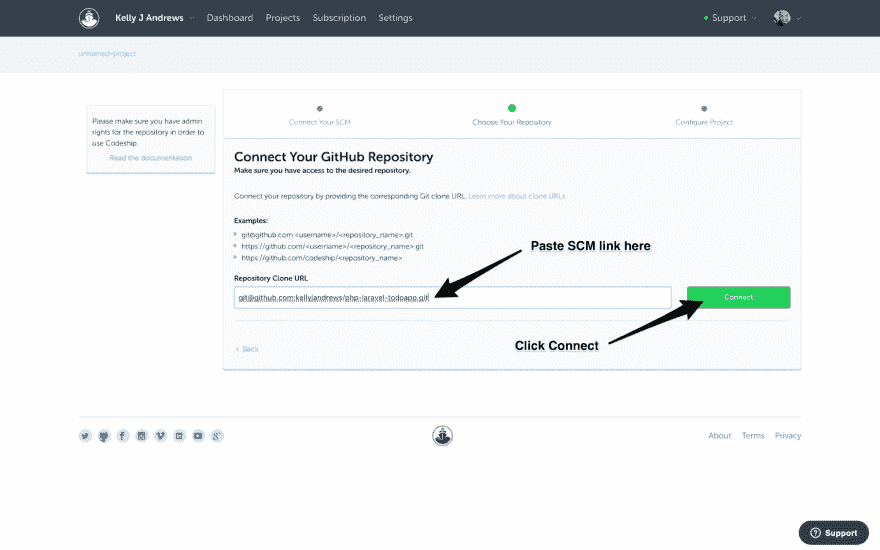 Kelly J Andrews Dashboard Projects Subscription Settings Support
unnamed-project
Please make sure you have admin
rights for the repository in order to
use Codeship.
Read the documentation
Connect Your SCM
Choose Your Repository
Configure Project
Connect Your GitHub Repository
Make sure you have access to the desired repository.
Connect your repository by providing the corresponding Git clone URL. Learn more about clone URLs
Examples:
git@github.com:<username>/<repository_name>.git
https://github.com/<username>/<repository_name>.git
https://github.com/codeship/<repository_name>
Paste SCM link here
Repository Clone URL
git@github.com:kellyjandrews/php-laravel-todoapp.git
Connect
Click Connect
< Back
About Terms Privacy
Support